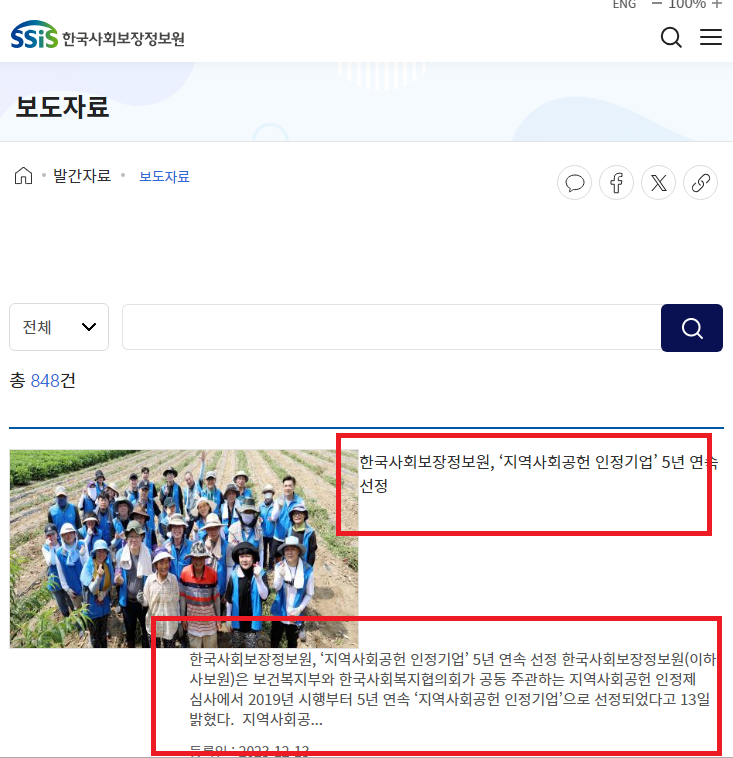 ENG － 100% ＋
SSiS 한국사회보장정보원
보도자료
발간자료 • 보도자료
전체
총 848건
한국사회보장정보원, ‘지역사회공헌 인정기업’ 5년 연속
선정
한국사회보장정보원, ‘지역사회공헌 인정기업’ 5년 연속 선정 한국사회보장정보원(이하
사보원)은 보건복지부와 한국사회복지협의회가 공동 주관하는 지역사회공헌 인정제
심사에서 2019년 시행부터 5년 연속 ‘지역사회공헌 인정기업’으로 선정되었다고 13일
밝혔다. 지역사회공...
등록일 : 2023-12-13